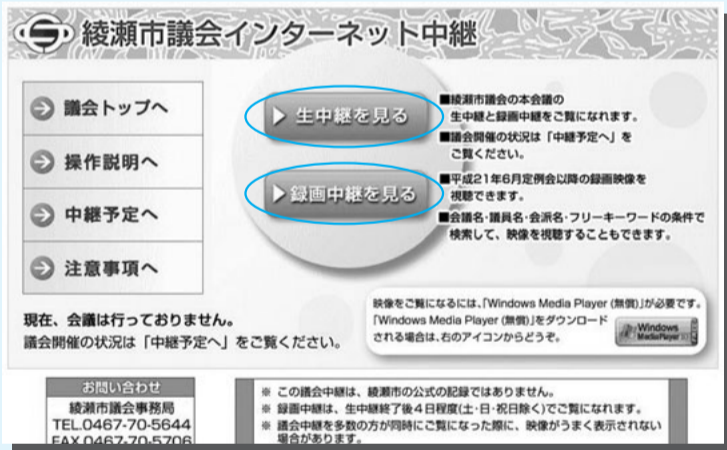 綾瀬市議会インターネット中継
議会トップへ
操作説明へ
中継予定へ
注意事項へ
生中継を見る
録画中継を見る
■綾瀬市議会の本会議の
生中継と録画中継をご覧になれます。
■議会開催の状況は「中継予定へ」を
ご覧ください。
■平成21年6月定例会以降の録画映像を
視聴できます。
■会議名・議員名・会派名・フリーキーワードの条件で
検索して、映像を視聴することもできます。
現在、会議は行っておりません。
議会開催の状況は「中継予定へ」をご覧ください。
映像をご覧になるには、「Windows Media Player (無償)」が必要です。
「Windows Media Player (無償)」をダウンロード
される場合は、右のアイコンからどうぞ。
Windows
MediaPlayer
お問い合わせ
綾瀬市議会事務局
TEL.0467-70-5644
FAX.0467-70-5706
※ この議会中継は、綾瀬市の公式の記録ではありません。
※ 録画中継は、生中継終了後4日程度(土・日・祝日除く)でご覧になれます。
※ 議会中継を多数の方が同時にご覧になった際に、映像がうまく表示されない
場合があります。